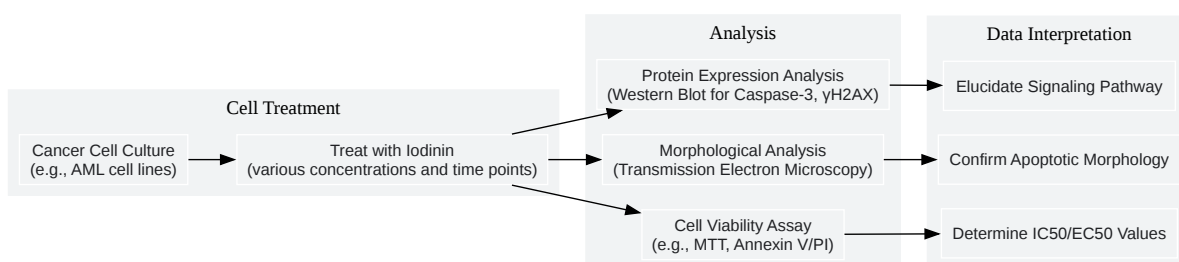 Cell Treatment
Cancer Cell Culture
(e.g., AML cell lines)
Treat with Iodinin
(various concentrations and time points)
Analysis
Protein Expression Analysis
(Western Blot for Caspase-3, γH2AX)
Morphological Analysis
(Transmission Electron Microscopy)
Cell Viability Assay
(e.g., MTT, Annexin V/PI)
Data Interpretation
Elucidate Signaling Pathway
Confirm Apoptotic Morphology
Determine IC50/EC50 Values